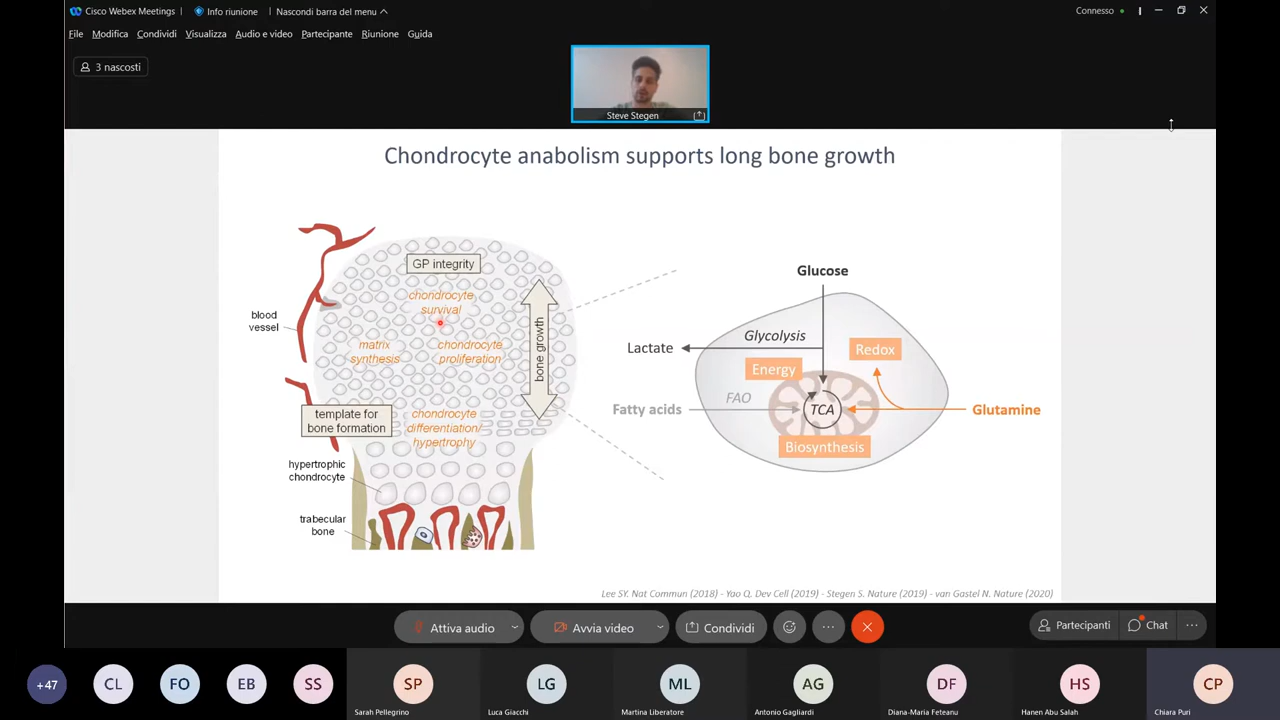 Cisco Webex Meetings
Info riunione
Nascondi barra del menu
Connesso
File
Modifica
Condividi
Visualizza
Audio e video
Partecipante
Riunione
Guida
3 nascosti
Steve Stegen
Chondrocyte anabolism supports long bone growth
GP integrity
chondrocyte
survival
blood
vessel
matrix
synthesis
chondrocyte
proliferation
bone growth
template for
bone formation
chondrocyte
differentiation/
hypertrophy
hypertrophic
chondrocyte
trabecular
bone
Glucose
Glycolysis
Lactate
Redox
Energy
FAO
Fatty acids
TCA
Glutamine
Biosynthesis
Lee SY. Nat Commun (2018) - Yao Q. Dev Cell (2019) - Stegen S. Nature (2019) - van Gastel N. Nature (2020)
Attiva audio
Avvia video
Condividi
Partecipanti
Chat
+47
CL
FO
EB
SS
SP
Sarah Pellegrino
LG
Luca Giacchi
ML
Martina Liberatore
AG
Antonio Gagliardi
DF
Diana-Maria Feteanu
HS
Hanen Abu Salah
CP
Chiara Puri